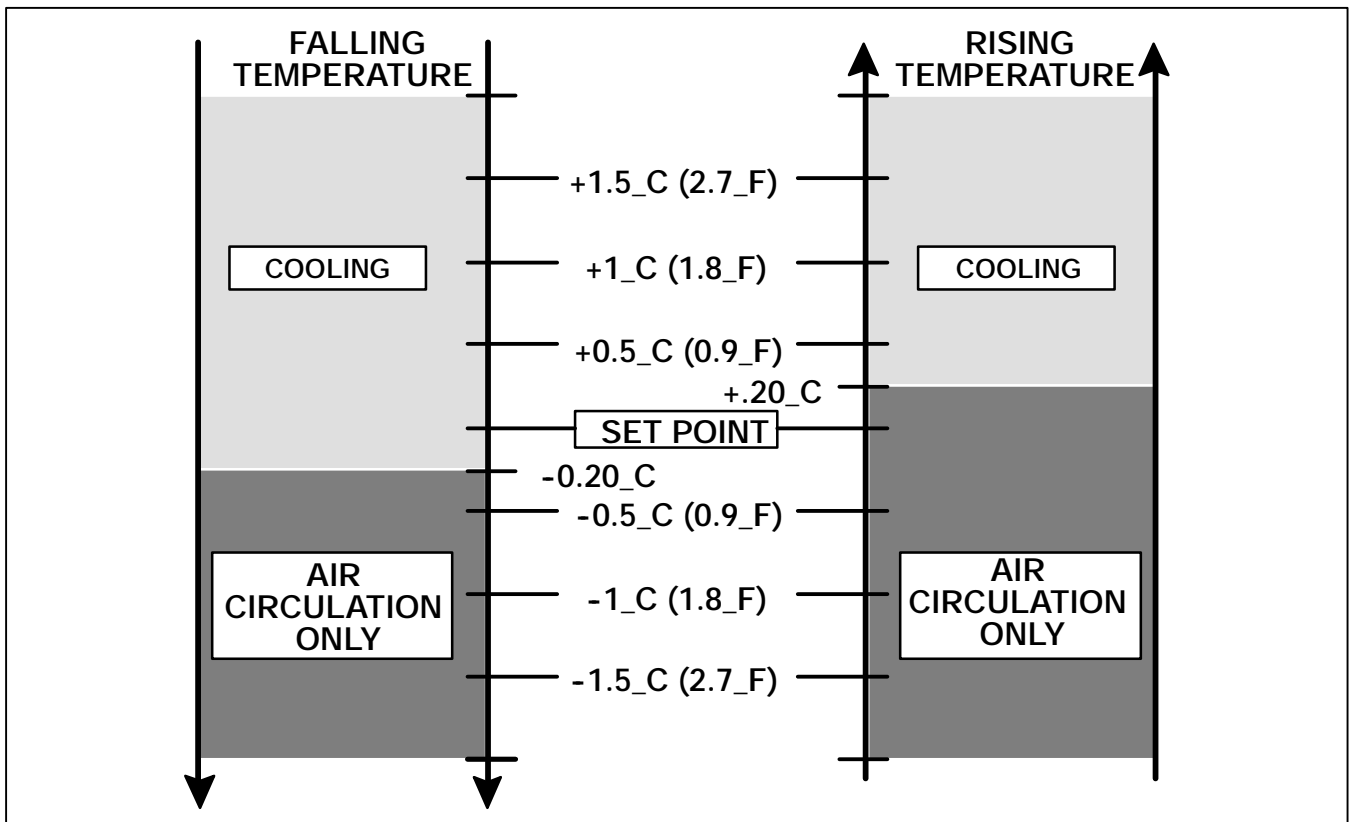 FALLING
TEMPERATURE
RISING
TEMPERATURE
+1.5_C (2.7_F)
COOLING
+1_C (1.8_F)
COOLING
+0.5_C (0.9_F)
+.20_C
SET POINT
-0.20_C
-0.5_C (0.9_F)
AIR
CIRCULATION
ONLY
-1_C (1.8_F)
AIR
CIRCULATION
ONLY
-1.5_C (2.7_F)